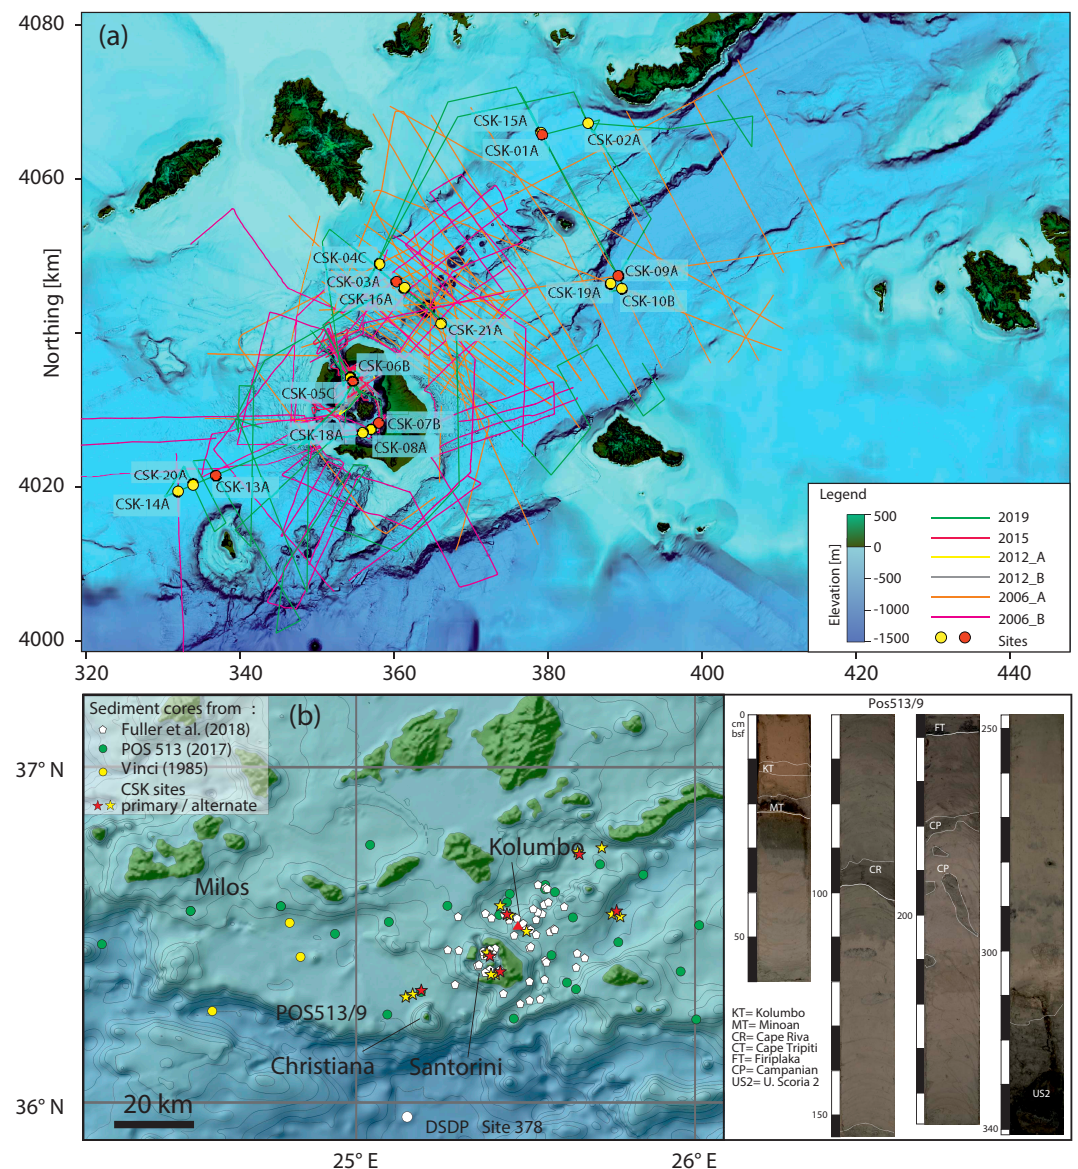 (a)
4080
4060
4020
4000
Northing [km]
320
340
360
380
400
420
440
CSK-15A
CSK-01A
CSK-02A
CSK-04C
CSK-03A
CSK-16A
CSK-09A
CSK-19A
CSK-10B
CSK-21A
CSK-06B
CSK-05C
CSK-07B
CSK-18A
CSK-08A
CSK-20A
CSK-13A
CSK-14A
Legend
Elevation [m]
500
0
-500
-1000
-1500
2019
2015
2012_A
2012_B
2006_A
2006_B
Sites
(b)
Sediment cores from :
Fuller et al. (2018)
POS 513 (2017)
Vinci (1985)
CSK sites
primary / alternate
37° N
36° N
25° E
26° E
Kolumbo
Milos
POS513/9
Christiana
Santorini
20 km
DSDP Site 378
Pos513/9
0
cm
bsf
50
100
150
200
250
300
340
KT
MT
CR
FT
CP
CP
US2
KT= Kolumbo
MT= Minoan
CR= Cape Riva
CT= Cape Tripiti
FT= Firiplaka
CP= Campanian
US2= U. Scoria 2